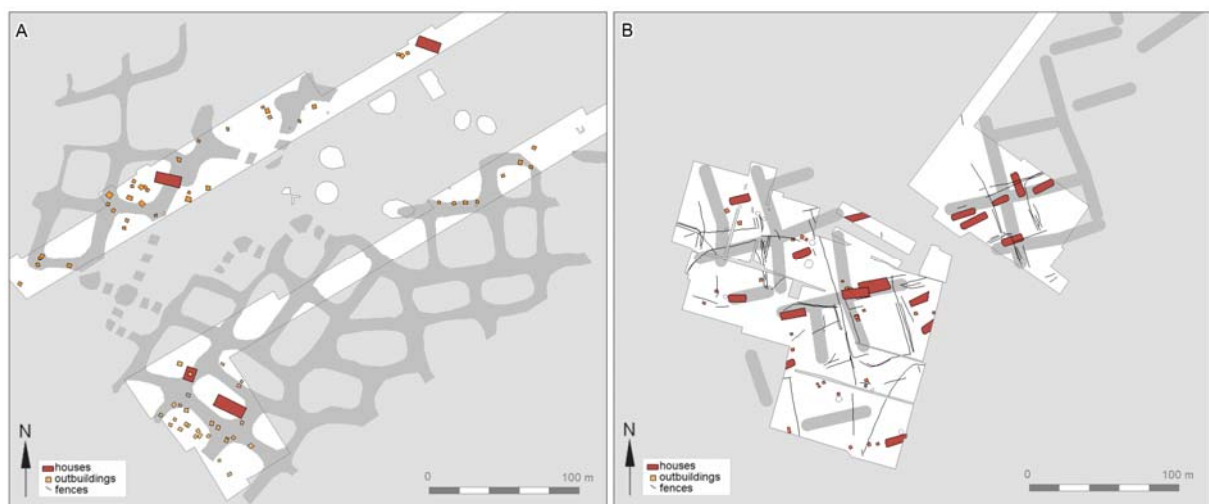 A
N
houses
outbuildings
fences
0 100 m
B
N
houses
outbuildings
fences
0 100 m